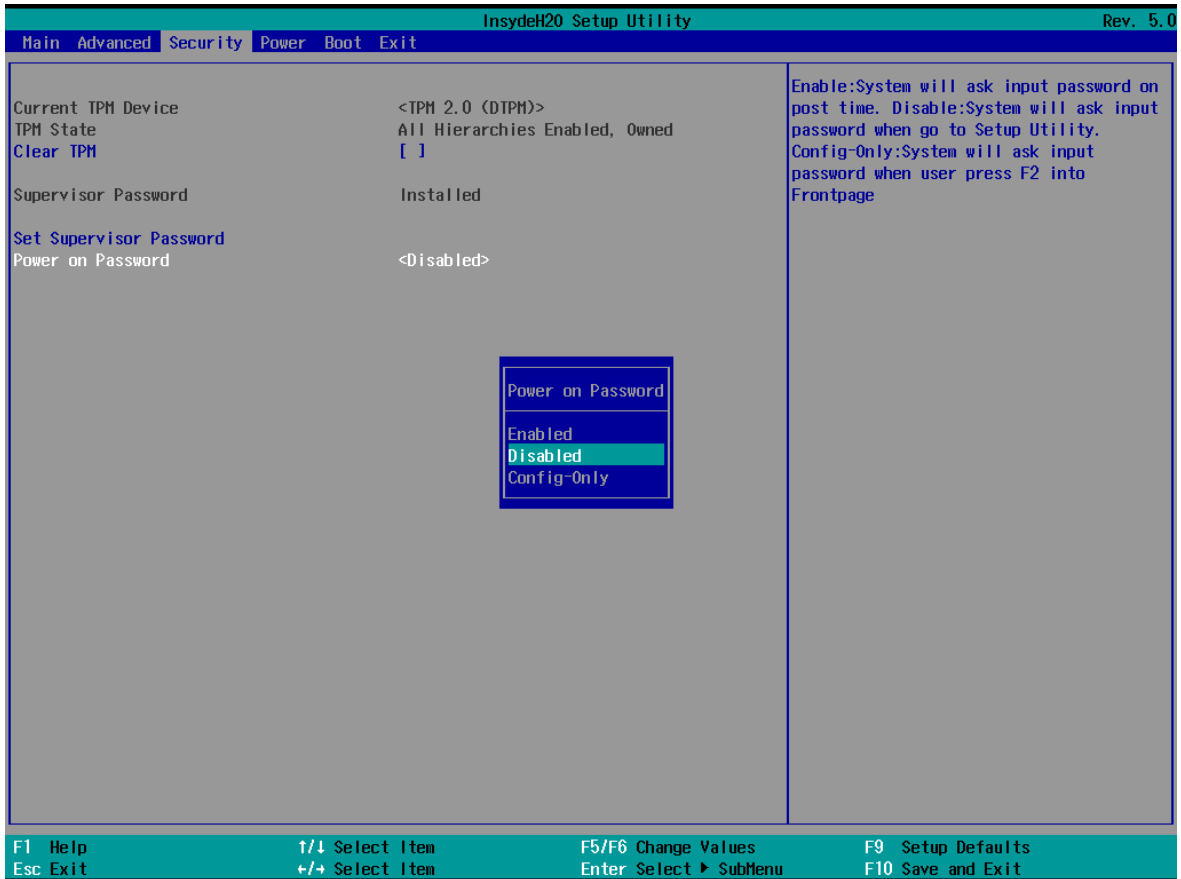 InsydeH2O Setup Utility Rev. 5.0
Main Advanced Security Power Boot Exit
Current TPM Device <TPM 2.0 (DTPM)>
TPM State All Hierarchies Enabled, Owned
Clear TPM [ ]
Supervisor Password Installed
Set Supervisor Password
Power on Password <Disabled>
Power on Password
Enabled
Disabled
Config-Only
Enable:System will ask input password on
post time. Disable:System will ask input
password when go to Setup Utility.
Config-Only:System will ask input
password when user press F2 into
Frontpage
F1 Help ↑/↓ Select Item F5/F6 Change Values F9 Setup Defaults
Esc Exit ←/→ Select Item Enter Select ▶ SubMenu F10 Save and Exit